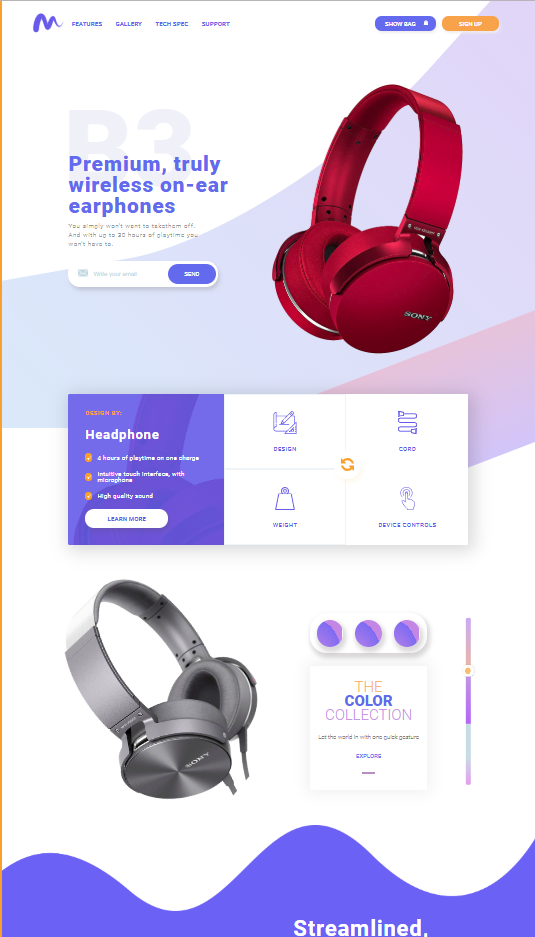 FEATURES GALLERY TECH SPEC SUPPORT SHOW BAG SIGN UP
B3
Premium, truly
wireless on-ear
earphones
You simply won't want to takethem off.
And with up to 30 hours of playtime you
won't have to.
Write your email SEND
SONY
DESIGN BY:
Headphone
4 hours of playtime on one charge
Intuitive touch interface, with
microphone
High quality sound
LEARN MORE
DESIGN
CORD
WEIGHT
DEVICE CONTROLS
SONY
THE
COLOR
COLLECTION
Let the world in with one quick gesture
EXPLORE
Streamlined,